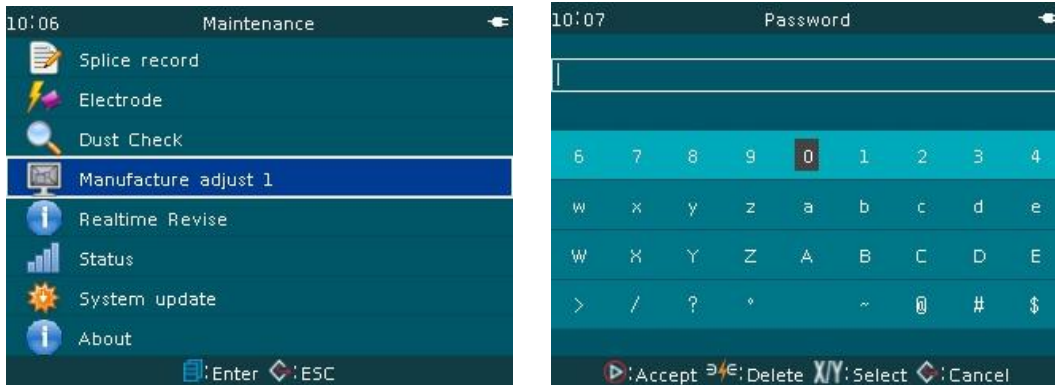 10:06 Maintenance
Splice record
Electrode
Dust Check
Manufacture adjust 1
Realtime Revise
Status
System update
About
:Enter :ESC
10:07 Password
6 7 8 9 0 1 2 3 4
w x y z a b c d e
W X Y Z A B C D E
> / ? ° ~ @ # $
:Accept :Delete X/Y:Select :Cancel